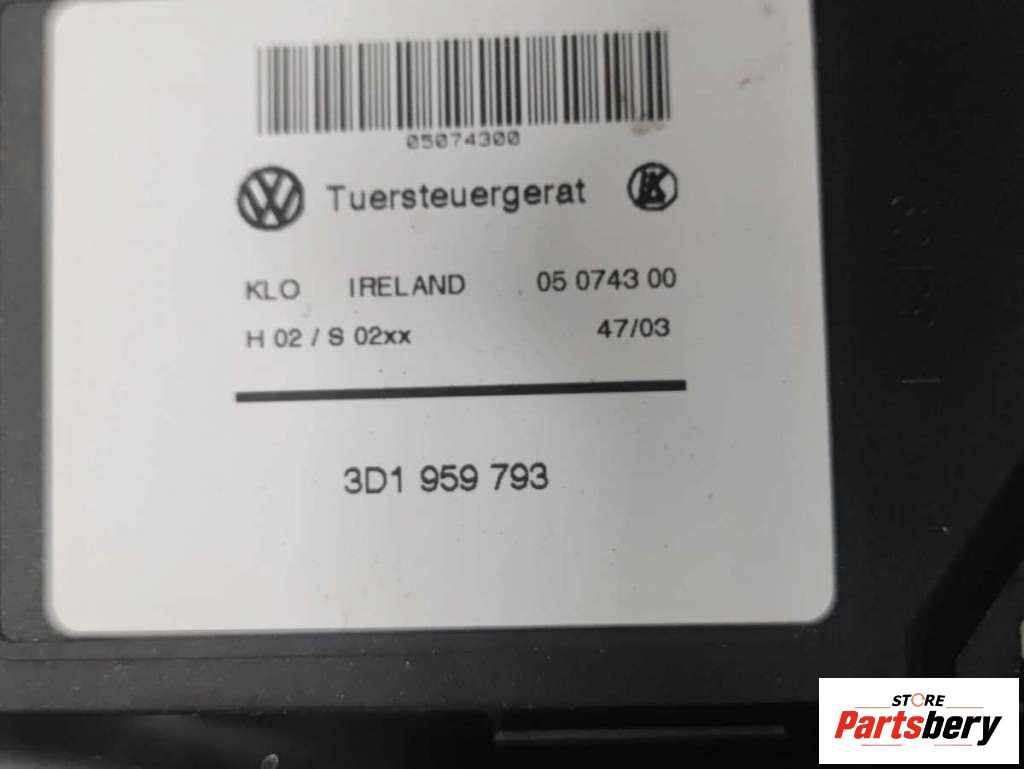 05074300
Tuersteuergerat
KLO IRELAND 05 0743 00
H 02 / S 02xx 47/03
3D1 959 793
STORE
Partsbery